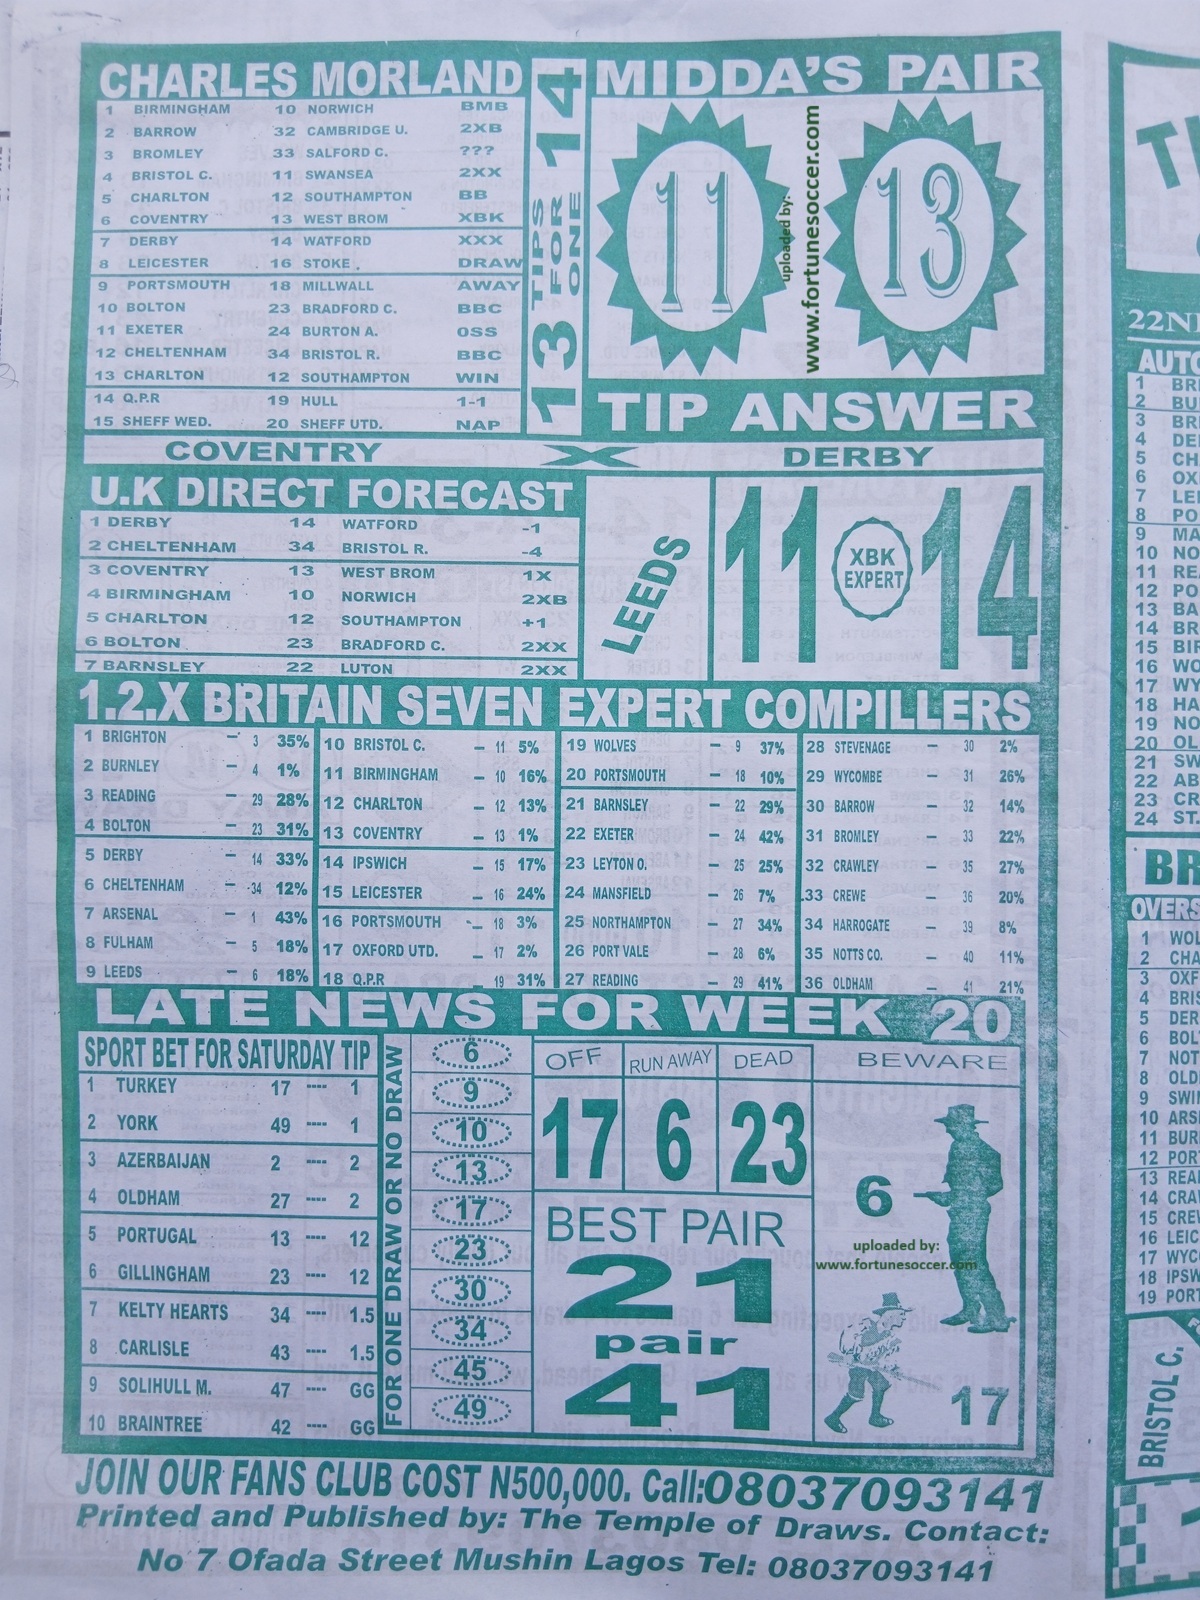 CHARLES MORLAND
1 BIRMINGHAM 10 NORWICH BMB
2 BARROW 32 CAMBRIDGE U. 2XB
3 BROMLEY 33 SALFORD C. ???
4 BRISTOL C. 11 SWANSEA 2XX
5 CHARLTON 12 SOUTHAMPTON BB
6 COVENTRY 13 WEST BROM XBK
7 DERBY 14 WATFORD XXX
8 LEICESTER 16 STOKE . DRAW
9 PORTSMOUTH 18 MILLWALL AWAY
10 BOLTON 23 BRADFORD C. BBC
11 EXETER 24 BURTON A. 0SS
12 CHELTENHAM 34 BRISTOL R. BBC
13 CHARLTON 12 SOUTHAMPTON WIN
14 Q.P.R 19 HULL 1-1
15 SHEFF WED. 20 SHEFF UTD. NAP
13 TIPS FOR ONE 14
MIDDA'S PAIR
11
uploaded by:
www.fortunesoccer.com
13
TIP ANSWER
COVENTRY X DERBY
U.K DIRECT FORECAST
1 DERBY 14 WATFORD -1
2 CHELTENHAM 34 BRISTOL R. -4
3 COVENTRY 13 WEST BROM 1X
4 BIRMINGHAM 10 NORWICH 2XB
5 CHARLTON 12 SOUTHAMPTON +1
6 BOLTON 23 BRADFORD C. 2XX
7 BARNSLEY 22 LUTON 2XX
LEEDS
11
XBK
EXPERT
14
1.2.X BRITAIN SEVEN EXPERT COMPILLERS
1 BRIGHTON – 3 35%
2 BURNLEY – 4 1%
3 READING – 29 28%
4 BOLTON – 23 31%
5 DERBY – 14 33%
6 CHELTENHAM – 34 12%
7 ARSENAL – 1 43%
8 FULHAM – 5 18%
9 LEEDS – 6 18%
10 BRISTOL C. – 11 5%
11 BIRMINGHAM – 10 16%
12 CHARLTON – 12 13%
13 COVENTRY – 13 1%
14 IPSWICH – 15 17%
15 LEICESTER – 16 24%
16 PORTSMOUTH – 18 3%
17 OXFORD UTD. – 17 2%
18 Q.P.R – 19 31%
19 WOLVES – 9 37%
20 PORTSMOUTH – 18 10%
21 BARNSLEY – 22 29%
22 EXETER – 24 42%
23 LEYTON O. – 25 25%
24 MANSFIELD – 26 7%
25 NORTHAMPTON – 27 34%
26 PORT VALE – 28 6%
27 READING – 29 41%
28 STEVENAGE – 30 2%
29 WYCOMBE – 31 26%
30 BARROW – 32 14%
31 BROMLEY – 33 22%
32 CRAWLEY – 35 27%
33 CREWE – 36 20%
34 HARROGATE – 39 8%
35 NOTTS CO. – 40 11%
36 OLDHAM – 41 21%
LATE NEWS FOR WEEK 20
SPORT BET FOR SATURDAY TIP
1 TURKEY 17 ---- 1
2 YORK 49 ---- 1
3 AZERBAIJAN 2 ---- 2
4 OLDHAM 27 ---- 2
5 PORTUGAL 13 ---- 12
6 GILLINGHAM 23 ---- 12
7 KELTY HEARTS 34 ---- 1.5
8 CARLISLE 43 ---- 1.5
9 SOLIHULL M. 47 ---- GG
10 BRAINTREE 42 ---- GG
FOR ONE DRAW OR NO DRAW
6
9
10
13
17
23
30
34
45
49
OFF RUN AWAY DEAD
17 6 23
BEST PAIR
21
pair
41
BEWARE
6
uploaded by:
www.fortunesoccer.com
17
JOIN OUR FANS CLUB COST N500,000. Call:08037093141
Printed and Published by: The Temple of Draws. Contact:
No 7 Ofada Street Mushin Lagos Tel: 08037093141
BRISTOL C.